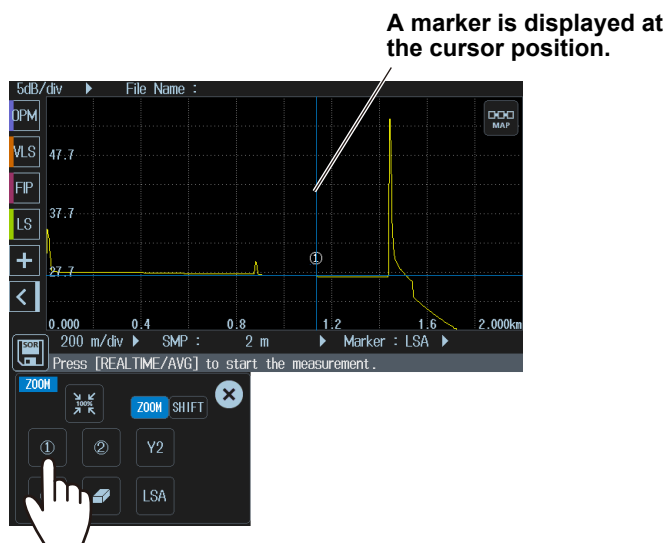 A marker is displayed at
the cursor position.
5dB/div ▶ File Name :
OPM
MAP
VLS
47.7
FIP
37.7
LS
①
+
27.7
<
0.000 0.4 0.8 1.2 1.6 2.000km
SOR
200 m/div ▶ SMP : 2 m ▶ Marker : LSA ▶
Press [REALTIME/AVG] to start the measurement.
ZOOM
100%
ZOOM SHIFT
① ② Y2
LSA